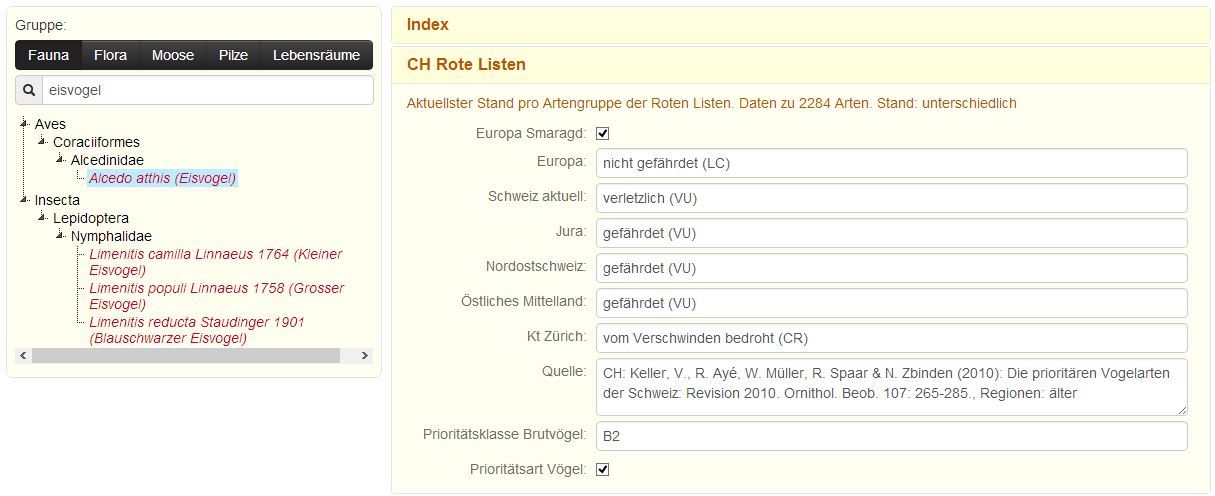 Gruppe:
Fauna Flora Moose Pilze Lebensräume
eisvogel
Aves
Coraciiformes
Alcedinidae
Alcedo atthis (Eisvogel)
Insecta
Lepidoptera
Nymphalidae
Limenitis camilla Linnaeus 1764 (Kleiner
Eisvogel)
Limenitis populi Linnaeus 1758 (Grosser
Eisvogel)
Limenitis reducta Staudinger 1901
(Blauschwarzer Eisvogel)
Index
CH Rote Listen
Aktuellster Stand pro Artengruppe der Roten Listen. Daten zu 2284 Arten. Stand: unterschiedlich
Europa Smaragd:
Europa: nicht gefährdet (LC)
Schweiz aktuell: verletzlich (VU)
Jura: gefährdet (VU)
Nordostschweiz: gefährdet (VU)
Östliches Mittelland: gefährdet (VU)
Kt Zürich: vom Verschwinden bedroht (CR)
Quelle: CH: Keller, V., R. Ayé, W. Müller, R. Spaar & N. Zbinden (2010): Die prioritären Vogelarten
der Schweiz: Revision 2010. Ornithol. Beob. 107: 265-285., Regionen: älter
Prioritätsklasse Brutvögel: B2
Prioritätsart Vögel: